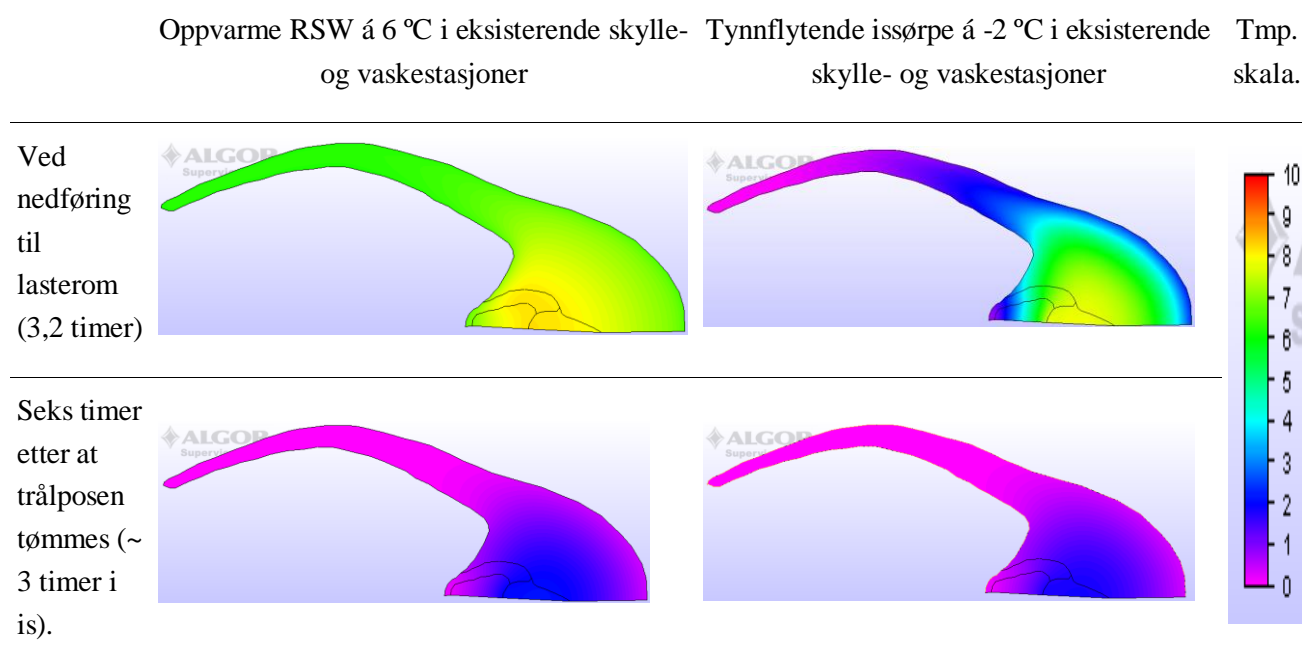 Oppvarme RSW á 6 ºC i eksisterende skylle-
og vaskestasjoner
Tynnflytende issørpe á -2 ºC i eksisterende
skylle- og vaskestasjoner
Tmp.
skala.
Ved
nedføring
til
lasterom
(3,2 timer)
ALGOR
ALGOR
10
9
8
7
6
5
4
3
2
1
0
Seks timer
etter at
trålposen
tømmes (~
3 timer i
is).
ALGOR
ALGOR